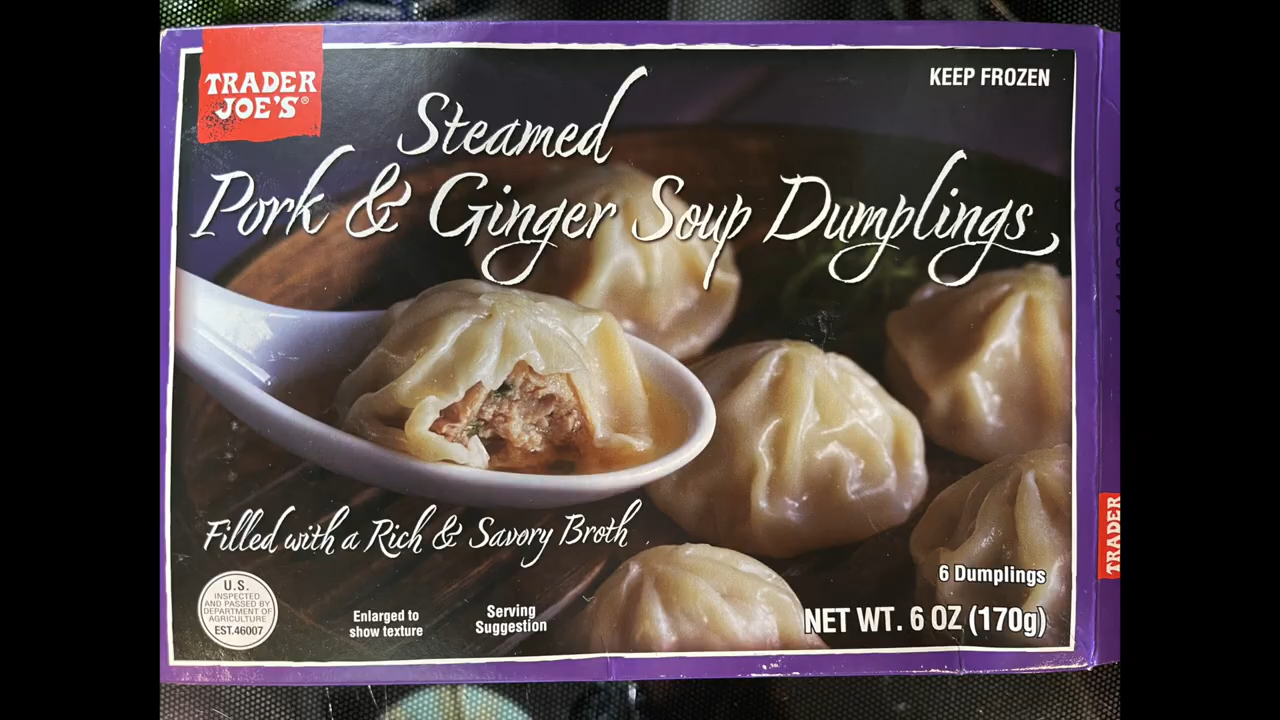 TRADER
JOE'S®
KEEP FROZEN
Steamed
Pork & Ginger Soup Dumplings
Filled with a Rich & Savory Broth
U.S.
INSPECTED
AND PASSED BY
DEPARTMENT OF
AGRICULTURE
EST.46007
Enlarged to
show texture
Serving
Suggestion
6 Dumplings
NET WT. 6 OZ (170g)
TRADER